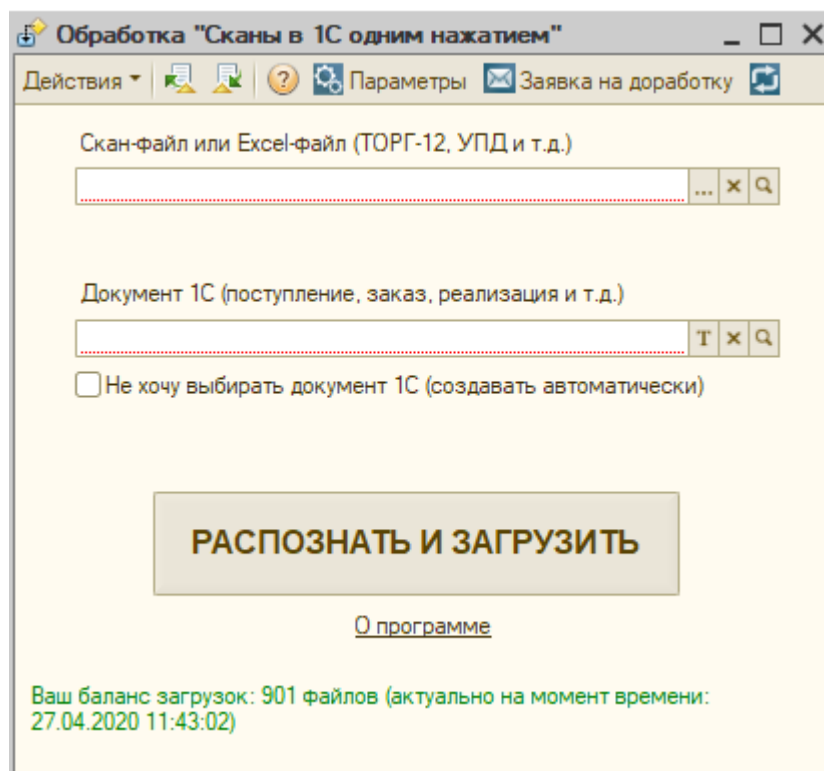 Обработка "Сканы в 1С одним нажатием"
Действия Параметры Заявка на доработку
Скан-файл или Excel-файл (ТОРГ-12, УПД и т.д.)
...
Документ 1С (поступление, заказ, реализация и т.д.)
T
Не хочу выбирать документ 1С (создавать автоматически)
РАСПОЗНАТЬ И ЗАГРУЗИТЬ
О программе
Ваш баланс загрузок: 901 файлов (актуально на момент времени:
27.04.2020 11:43:02)